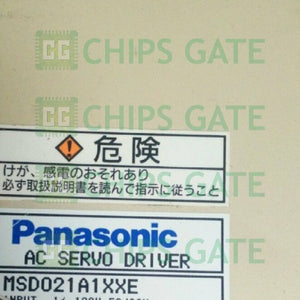 CHIPS GATE
CHIPS GATE
CHIPS GATE
危険
けが、感電のおそれあり
必ず取扱説明書を読んで指示に従うこと
CHIPS GATE
Panasonic
AC SERVO DRIVER
MSD021A1XXE